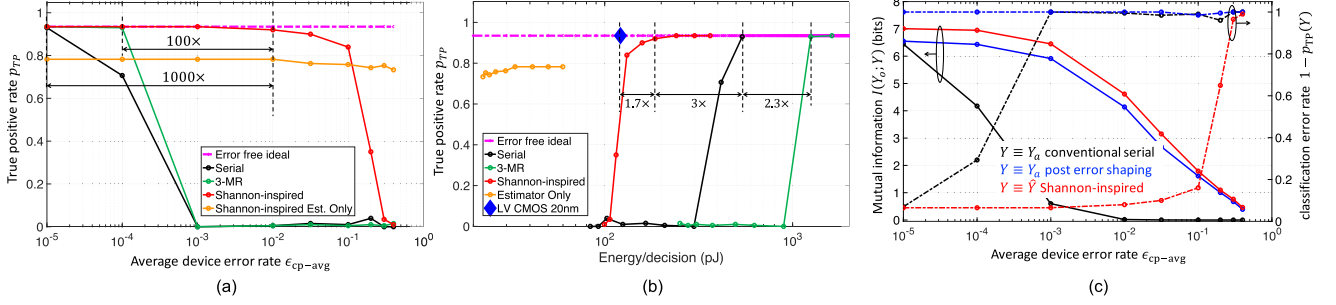 True positive rate p_TP
1
0.8
0.6
0.4
0.2
0
100×
1000×
Error free ideal
Serial
3-MR
Shannon-inspired
Shannon-inspired Est. Only
10^-5
10^-4
10^-3
10^-2
10^-1
10^0
Average device error rate ϵ_cp−avg
(a)
True positive rate p_TP
1
0.8
0.6
0.4
0.2
0
1.7×
3×
2.3×
Error free ideal
Serial
3-MR
Shannon-inspired
Estimator Only
LV CMOS 20nm
10^2
10^3
Energy/decision (pJ)
(b)
Mutual information I(Y_o; Y) (bits)
8
7
6
5
4
3
2
1
0
Y ≡ Y_a conventional serial
Y ≡ Y_a post error shaping
Y ≡ Ŷ Shannon-inspired
1
0.8
0.6
0.4
0.2
0
classification error rate 1 − p_TP(Y)
10^-5
10^-4
10^-3
10^-2
10^-1
10^0
Average device error rate ϵ_cp−avg
(c)